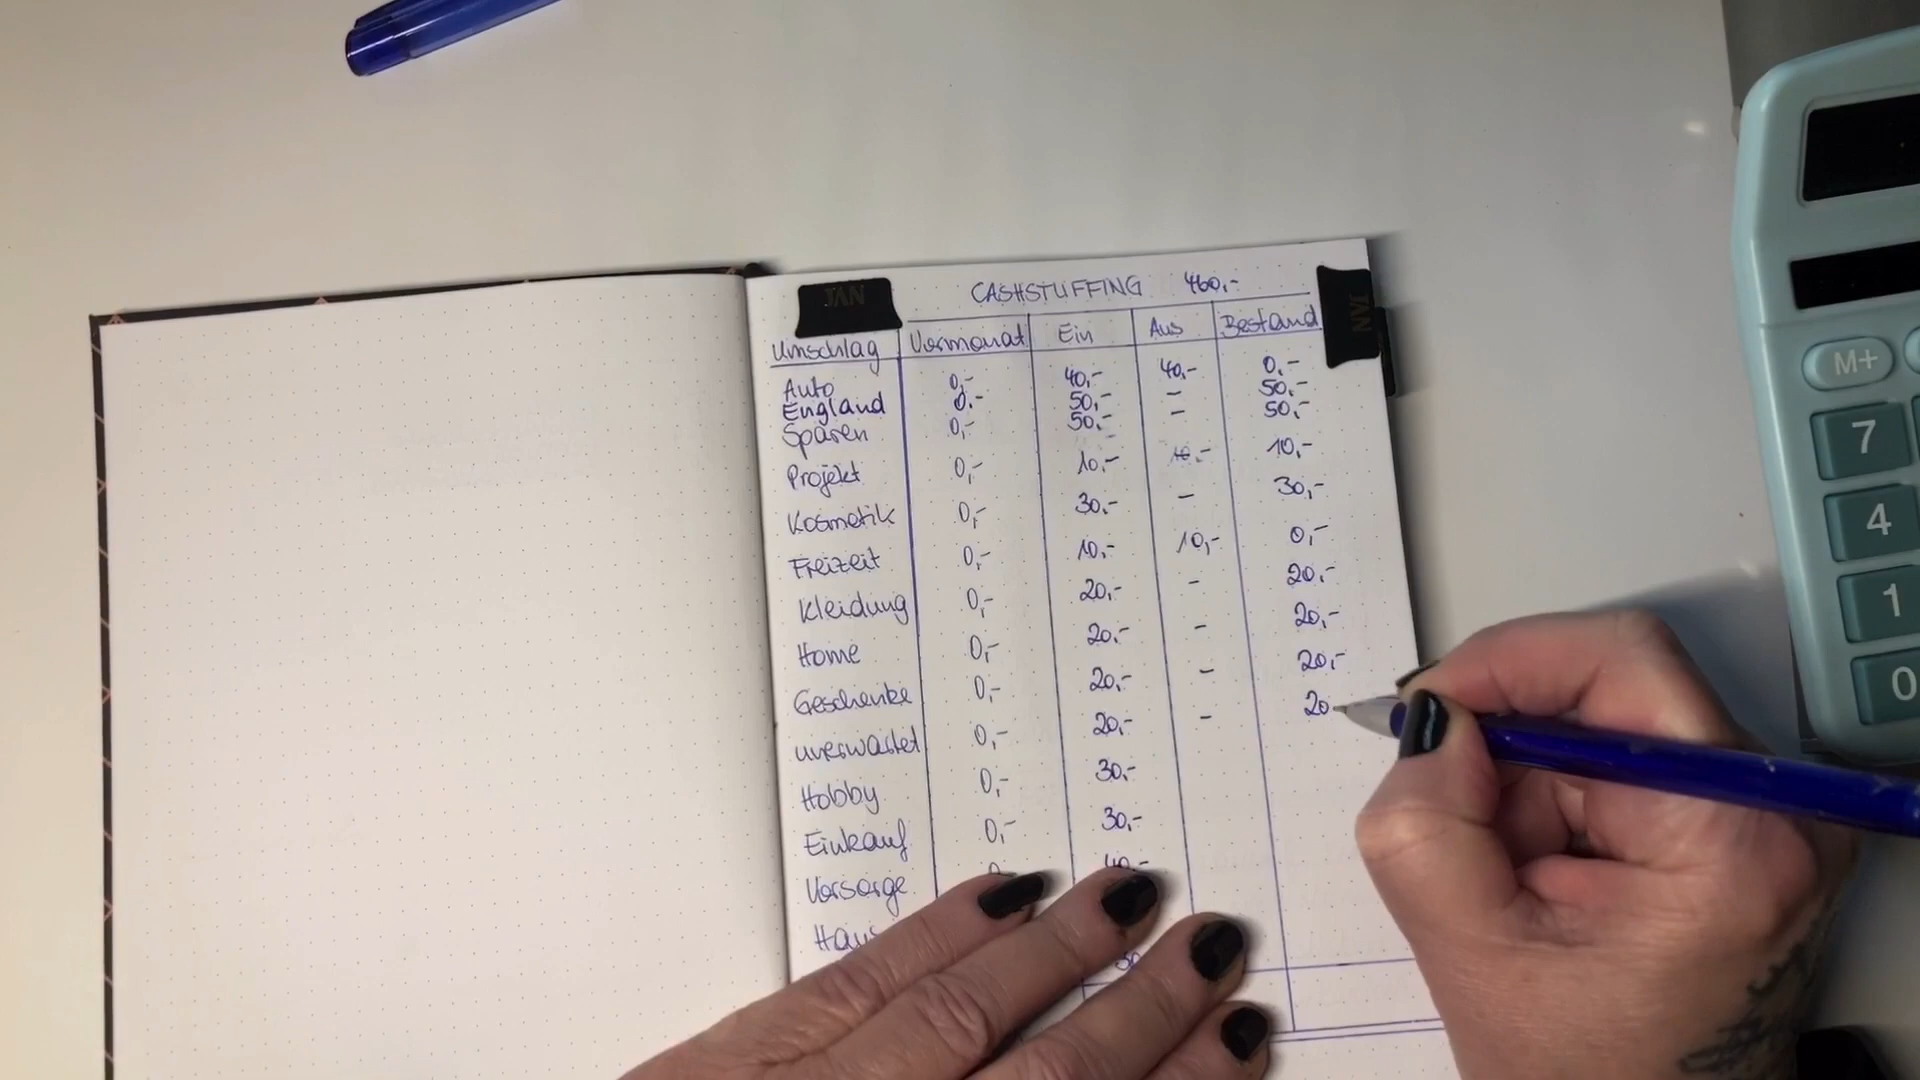 CASHSTUFFING 460,-
Umschlag Vormonat Ein Aus Bestand
Auto 0,- 40,- 40,- 0,-
England 0,- 50,- - 50,-
Sparen 0,- 50,- - 50,-
Projekt 0,- 10,- 10,- 10,-
Kosmetik 0,- 30,- - 30,-
Freizeit 0,- 10,- 10,- 0,-
Kleidung 0,- 20,- - 20,-
Home 0,- 20,- - 20,-
Geschenke 0,- 20,- - 20,-
unerwartet 0,- 20,- - 20
Hobby 0,- 30,-
Einkauf 0,- 30,-
Vorsorge 40,-
M+
7
4
1
0